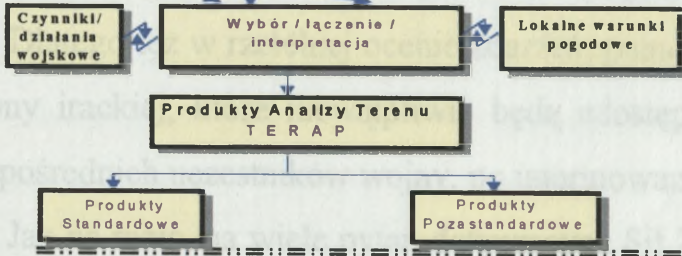 Czynniki/
działania
wojskowe
Wybór / łączenie /
interpretacja
Lokalne warunki
pogodowe
Produkty Analizy Terenu
TERAP
Produkty
Standardowe
Produkty
Pozastandardowe